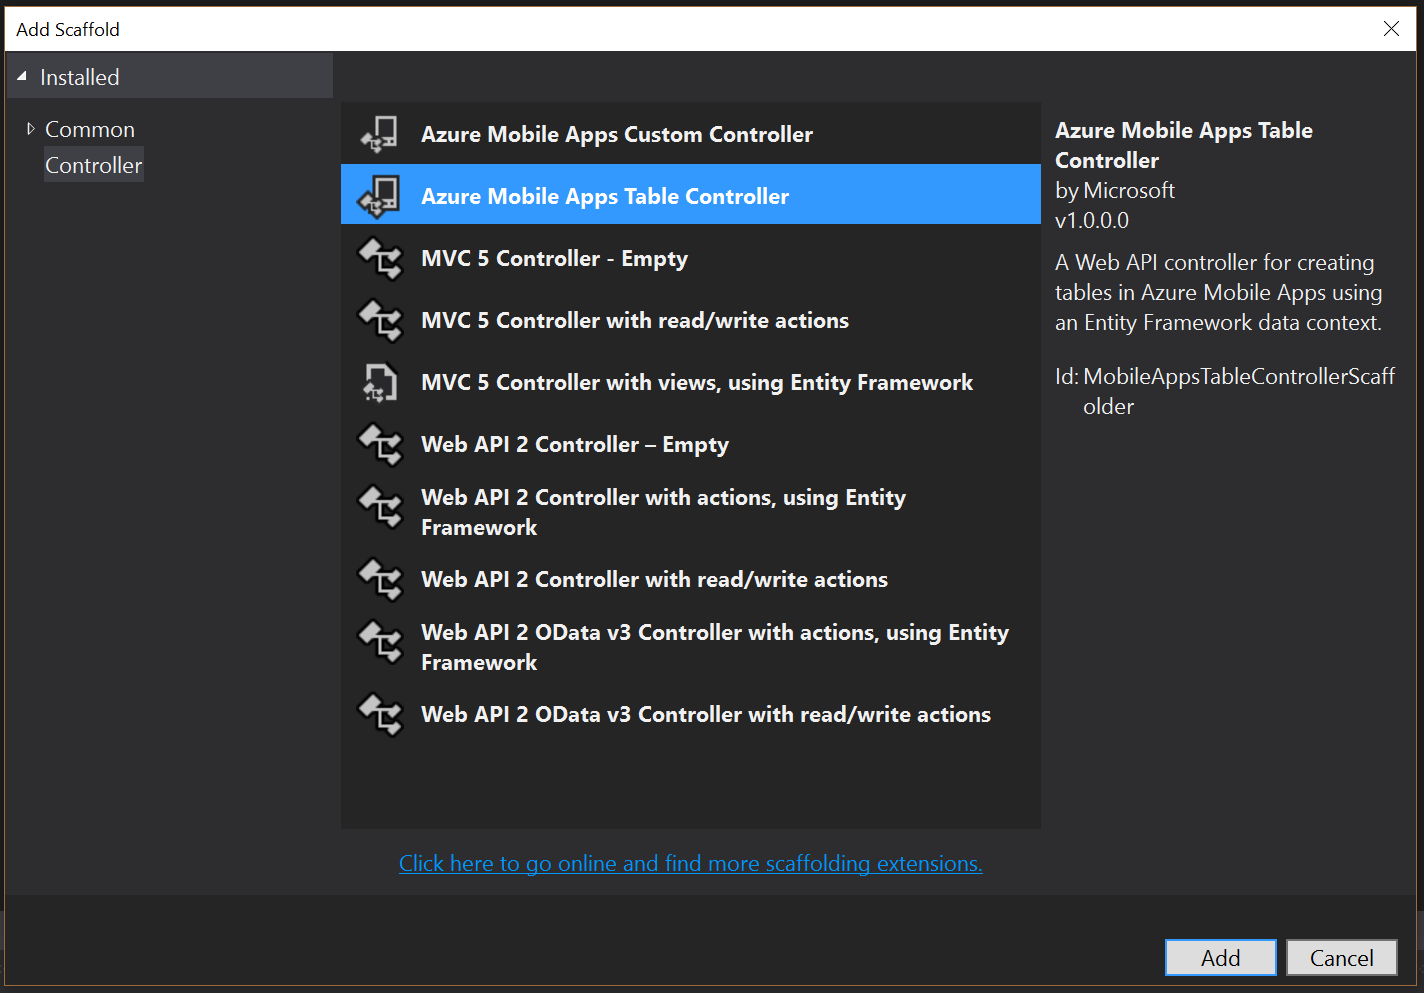 Add Scaffold
Installed
Common
Controller
Azure Mobile Apps Custom Controller
Azure Mobile Apps Table Controller
MVC 5 Controller - Empty
MVC 5 Controller with read/write actions
MVC 5 Controller with views, using Entity Framework
Web API 2 Controller – Empty
Web API 2 Controller with actions, using Entity
Framework
Web API 2 Controller with read/write actions
Web API 2 OData v3 Controller with actions, using Entity
Framework
Web API 2 OData v3 Controller with read/write actions
Click here to go online and find more scaffolding extensions.
Azure Mobile Apps Table
Controller
by Microsoft
v1.0.0.0
A Web API controller for creating
tables in Azure Mobile Apps using
an Entity Framework data context.
Id: MobileAppsTableControllerScaff
older
Add
Cancel